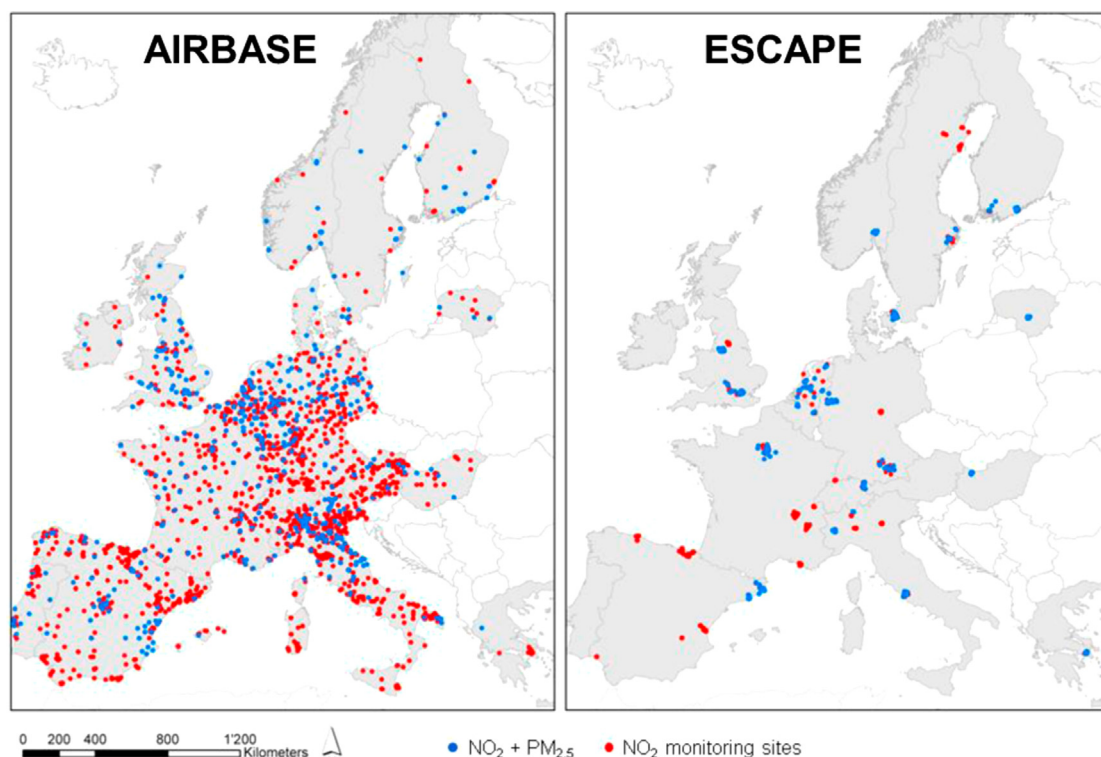 AIRBASE
ESCAPE
0 200 400 800 1'200
Kilometers
NO₂ + PM₂.₅
NO₂ monitoring sites